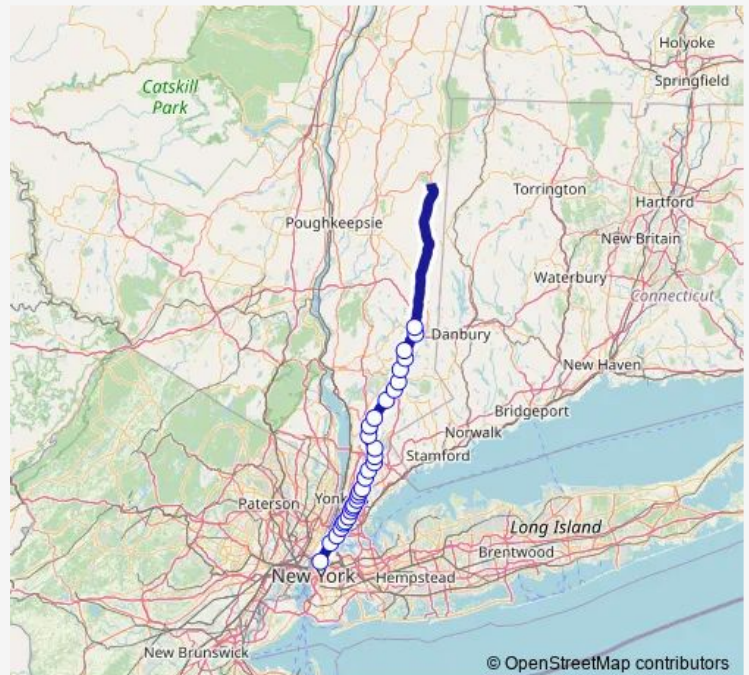 Holyoke
Springfield
Catskill
Park
Torrington
Hartford
Poughkeepsie
New Britain
Waterbury
Connecticut
Danbury
New Haven
Bridgeport
Norwalk
Stamford
Paterson
Yonk
Long Island
Brentwood
New York
Hempstead
New Brunswick
© OpenStreetMap contributors